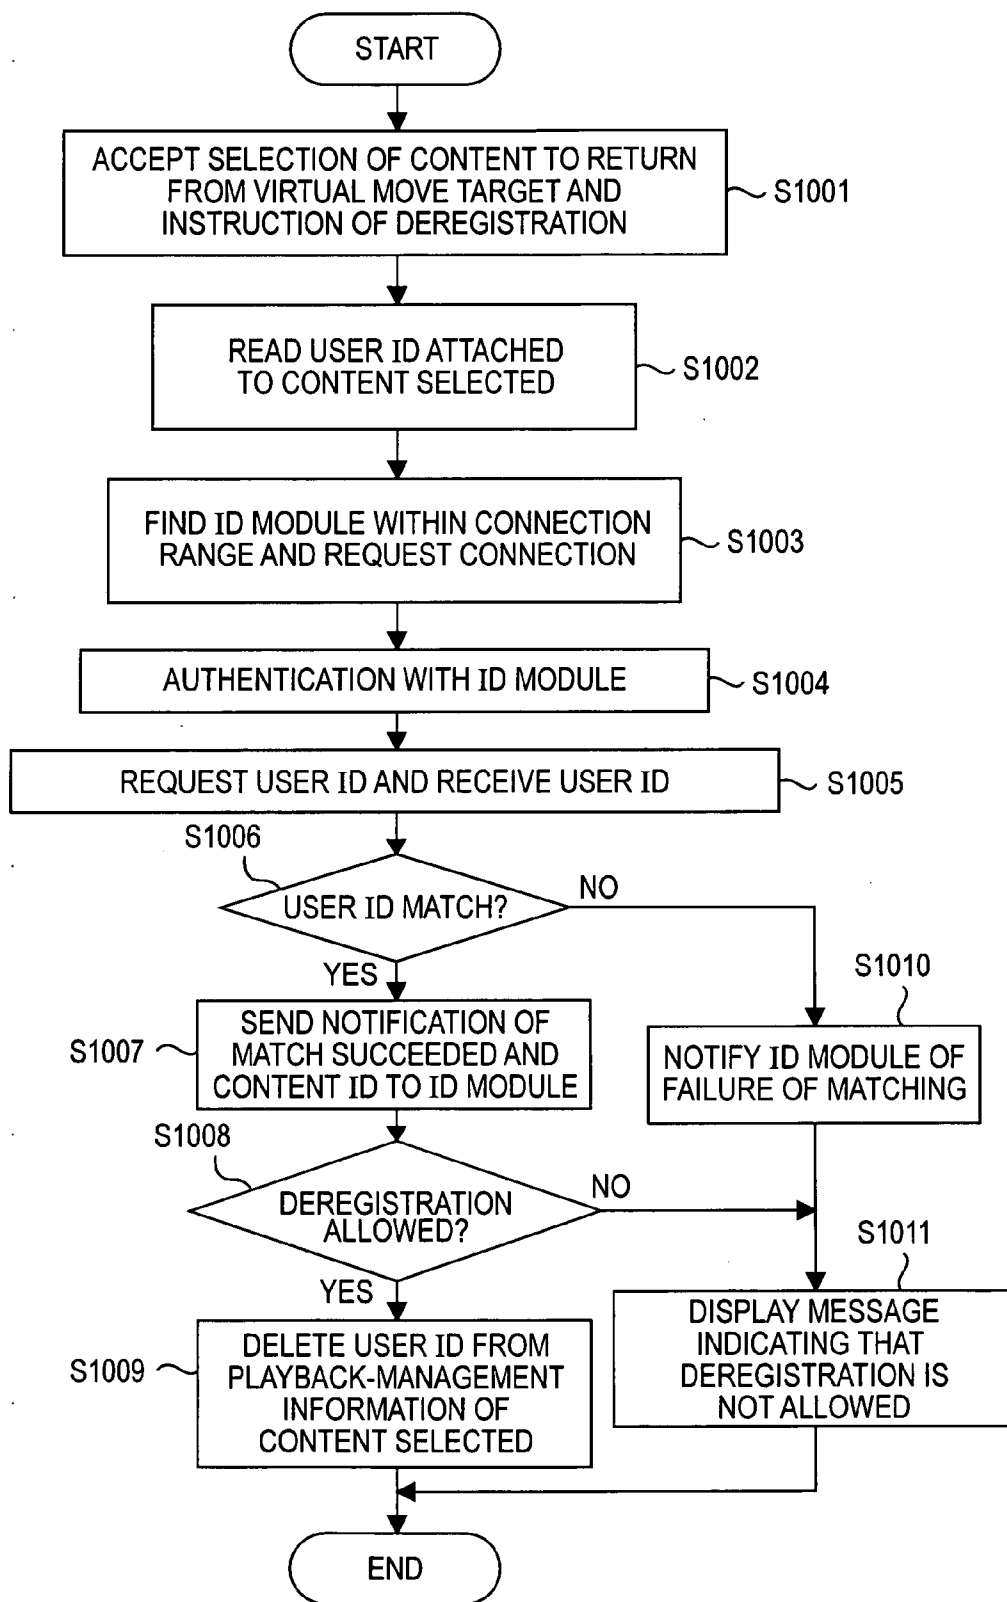 START
ACCEPT SELECTION OF CONTENT TO RETURN
FROM VIRTUAL MOVE TARGET AND
INSTRUCTION OF DEREGISTRATION
S1001
READ USER ID ATTACHED
TO CONTENT SELECTED
S1002
FIND ID MODULE WITHIN CONNECTION
RANGE AND REQUEST CONNECTION
S1003
AUTHENTICATION WITH ID MODULE
S1004
REQUEST USER ID AND RECEIVE USER ID
S1005
S1006
USER ID MATCH?
NO
YES
S1007
SEND NOTIFICATION OF
MATCH SUCCEEDED AND
CONTENT ID TO ID MODULE
S1010
NOTIFY ID MODULE OF
FAILURE OF MATCHING
S1008
DEREGISTRATION
ALLOWED?
NO
YES
S1009
DELETE USER ID FROM
PLAYBACK-MANAGEMENT
INFORMATION OF
CONTENT SELECTED
S1011
DISPLAY MESSAGE
INDICATING THAT
DEREGISTRATION IS
NOT ALLOWED
END